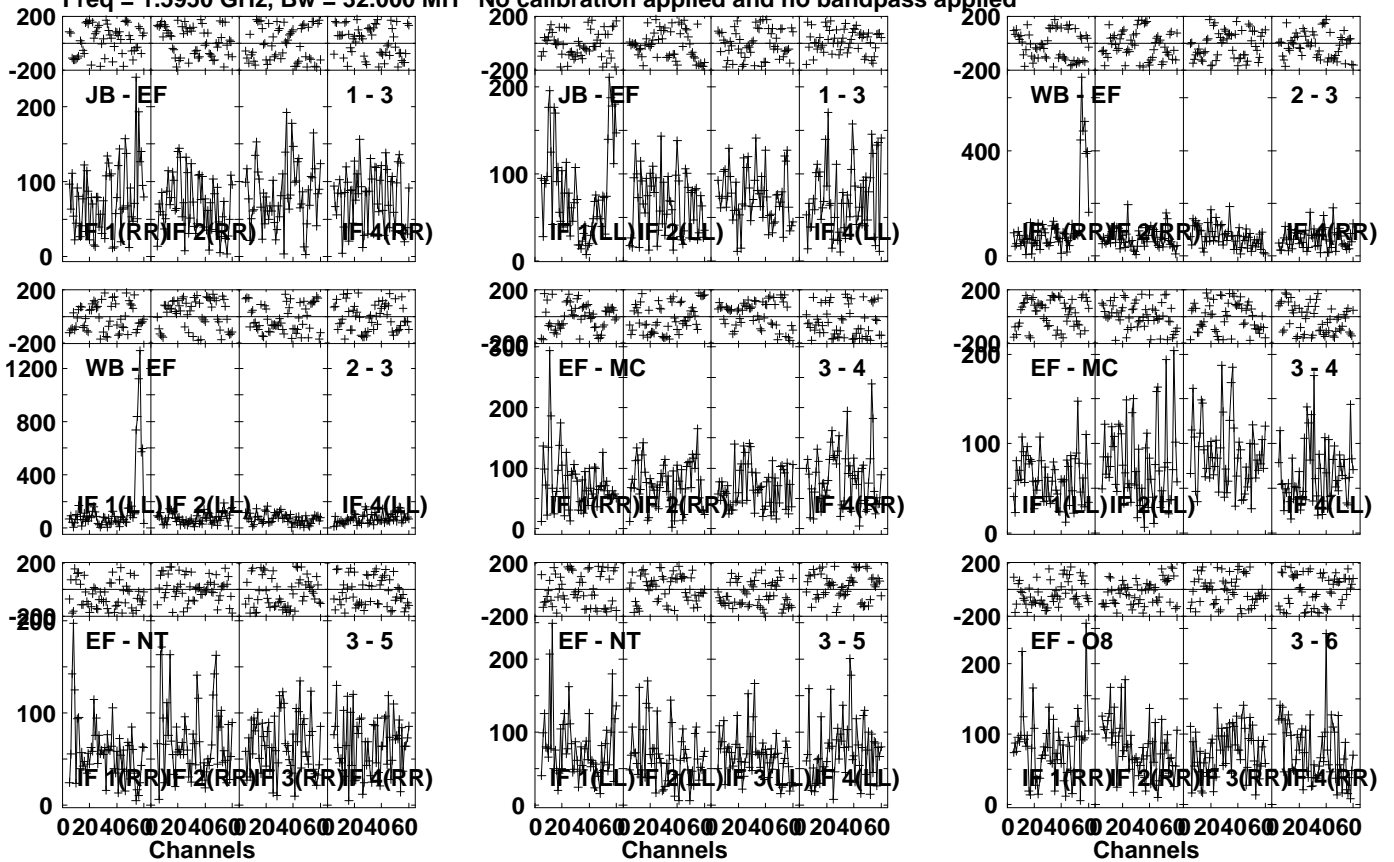 Freq = 1.5950 GHz, Bw = 32.000 MH No calibration applied and no bandpass applied
200
-200
JB - EF 1 - 3
200
100
0
IF 1(RR) IF 2(RR) IF 4(RR)
200
-200
JB - EF 1 - 3
200
100
0
IF 1(LL) IF 2(LL) IF 4(LL)
200
-200
WB - EF 2 - 3
400
0
IF 1(RR) IF 2(RR) IF 4(RR)
200
-200
WB - EF 2 - 3
1200
800
400
0
IF 1(LL) IF 2(LL) IF 4(LL)
200
-200
EF - MC 3 - 4
300
200
100
0
IF 1(RR) IF 2(RR) IF 4(RR)
200
-200
EF - MC 3 - 4
200
100
0
IF 1(LL) IF 2(LL) IF 4(LL)
200
-200
EF - NT 3 - 5
200
100
0
IF 1(RR) IF 2(RR) IF 3(RR) IF 4(RR)
0 20 40 60 0 20 40 60 0 20 40 60 0 20 40 60
Channels
200
-200
EF - NT 3 - 5
200
100
0
IF 1(LL) IF 2(LL) IF 3(LL) IF 4(LL)
0 20 40 60 0 20 40 60 0 20 40 60 0 20 40 60
Channels
200
-200
EF - O8 3 - 6
200
100
0
IF 1(RR) IF 2(RR) IF 3(RR) IF 4(RR)
0 20 40 60 0 20 40 60 0 20 40 60 0 20 40 60
Channels